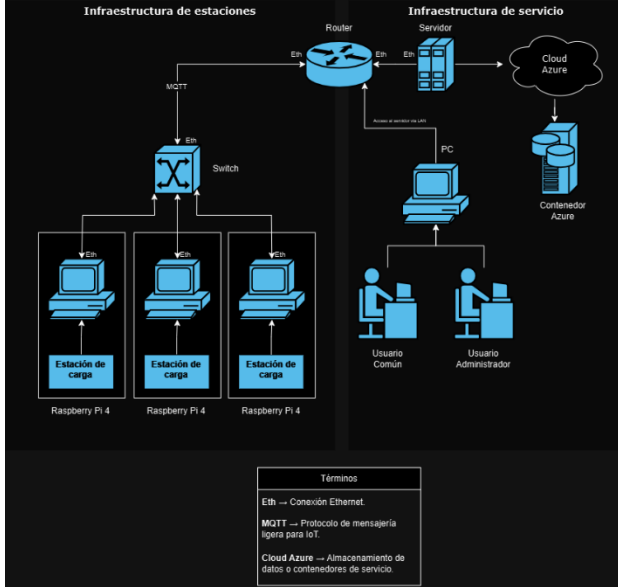 Infraestructura de estaciones
Infraestructura de servicio
Router
Servidor
Eth
Eth
Eth
Cloud
Azure
MQTT
Acceso al servidor vía LAN
Eth
PC
Switch
Contenedor
Azure
Eth
Eth
Eth
Estación de
carga
Estación de
carga
Estación de
carga
Usuario
Común
Usuario
Administrador
Raspberry Pi 4
Raspberry Pi 4
Raspberry Pi 4
Términos
Eth → Conexión Ethernet.
MQTT → Protocolo de mensajería
ligera para IoT.
Cloud Azure → Almacenamiento de
datos o contenedores de servicio.